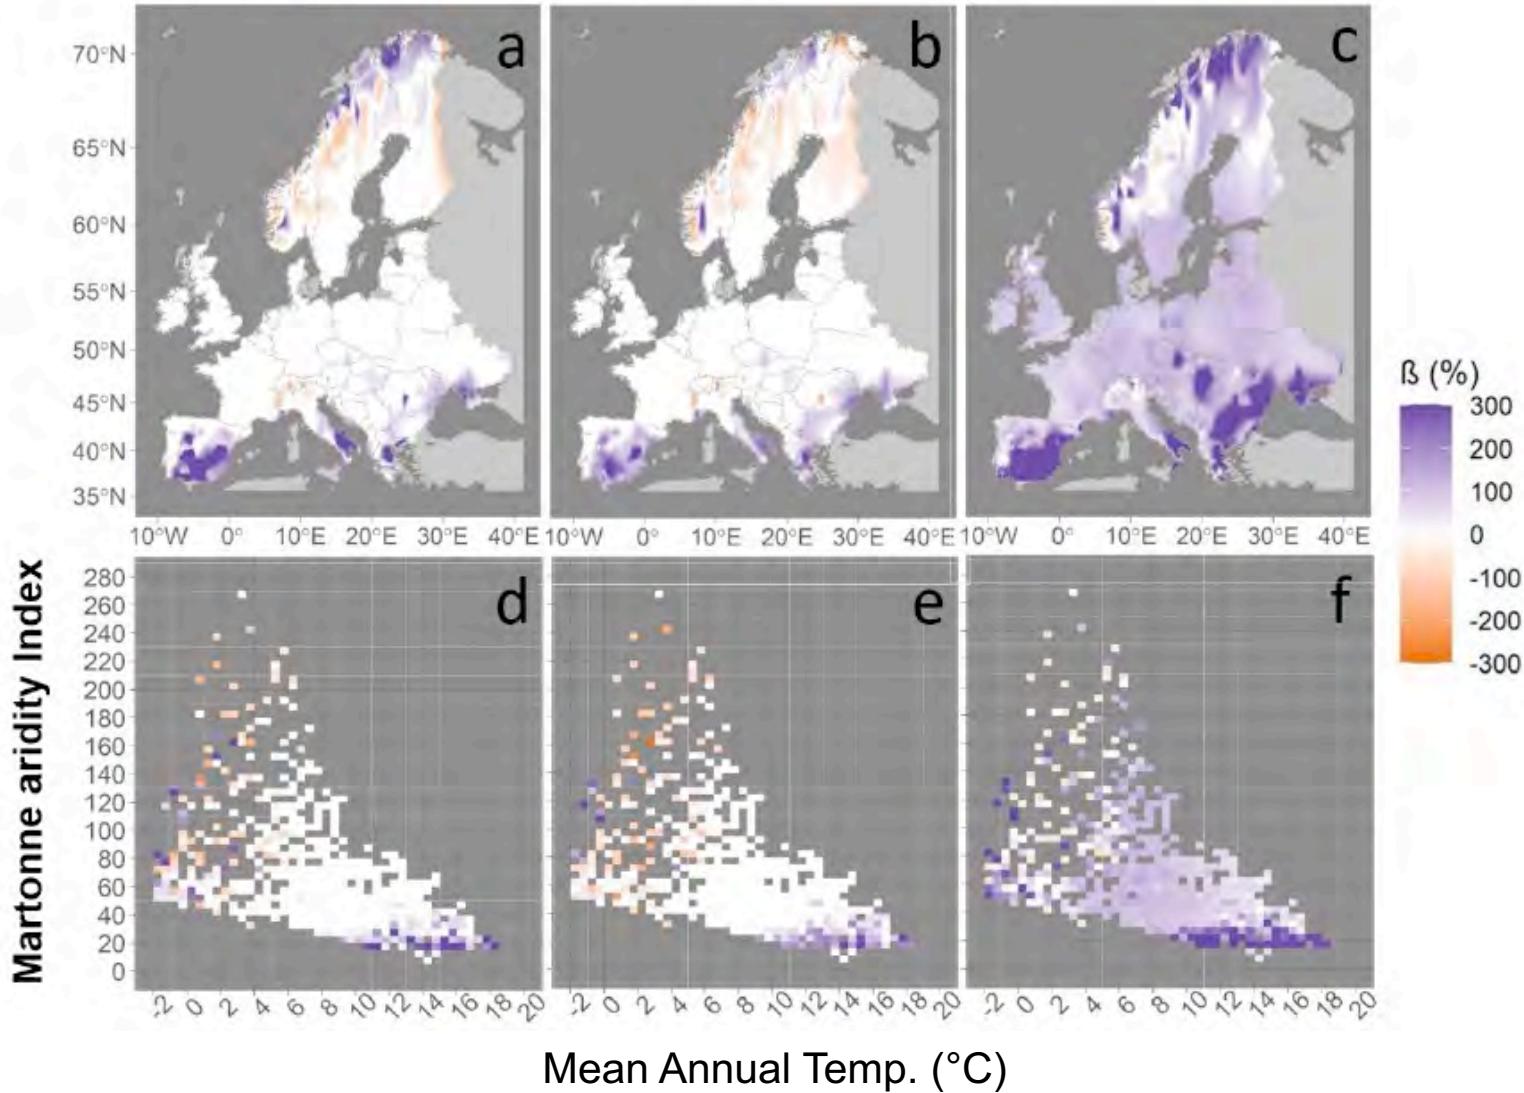 a
b
c
70°N
65°N
60°N
55°N
50°N
45°N
40°N
35°N
10°W 0° 10°E 20°E 30°E 40°E
10°W 0° 10°E 20°E 30°E 40°E
10°W 0° 10°E 20°E 30°E 40°E
ß (%)
300
200
100
0
-100
-200
-300
Martonne aridity Index
d
e
f
280
260
240
220
200
180
160
140
120
100
80
60
40
20
0
-2 0 2 4 6 8 10 12 14 16 18 20
-2 0 2 4 6 8 10 12 14 16 18 20
-2 0 2 4 6 8 10 12 14 16 18 20
Mean Annual Temp. (°C)